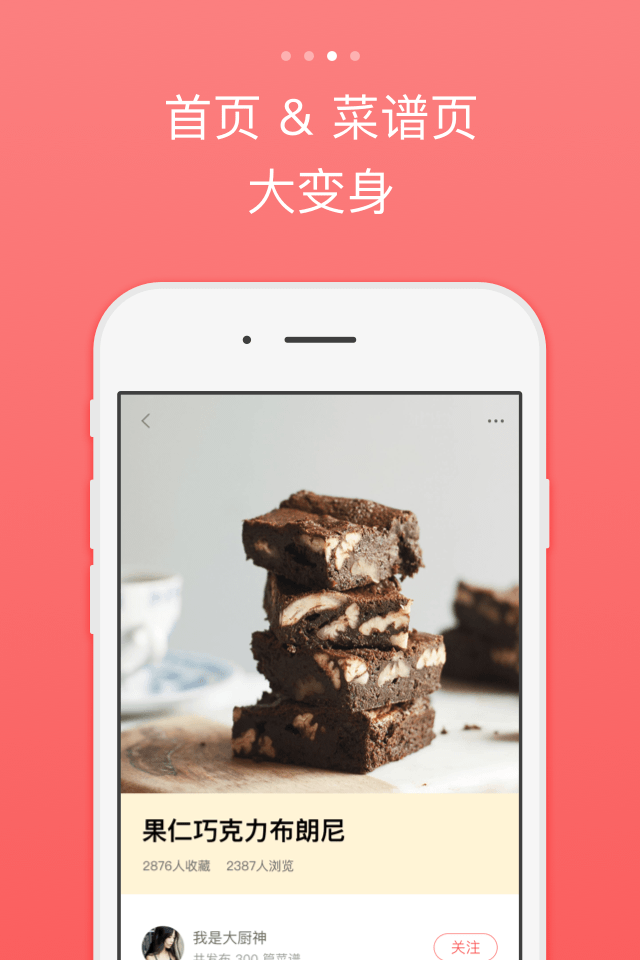 首页 & 菜谱页
大变身
果仁巧克力布朗尼
2876人收藏 2387人浏览
我是大厨神
关注
共发布 300 篇菜谱